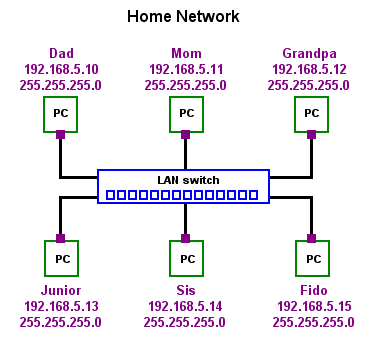 Home Network
Dad
192.168.5.10
255.255.255.0
Mom
192.168.5.11
255.255.255.0
Grandpa
192.168.5.12
255.255.255.0
PC
PC
PC
LAN switch
PC
PC
PC
Junior
192.168.5.13
255.255.255.0
Sis
192.168.5.14
255.255.255.0
Fido
192.168.5.15
255.255.255.0